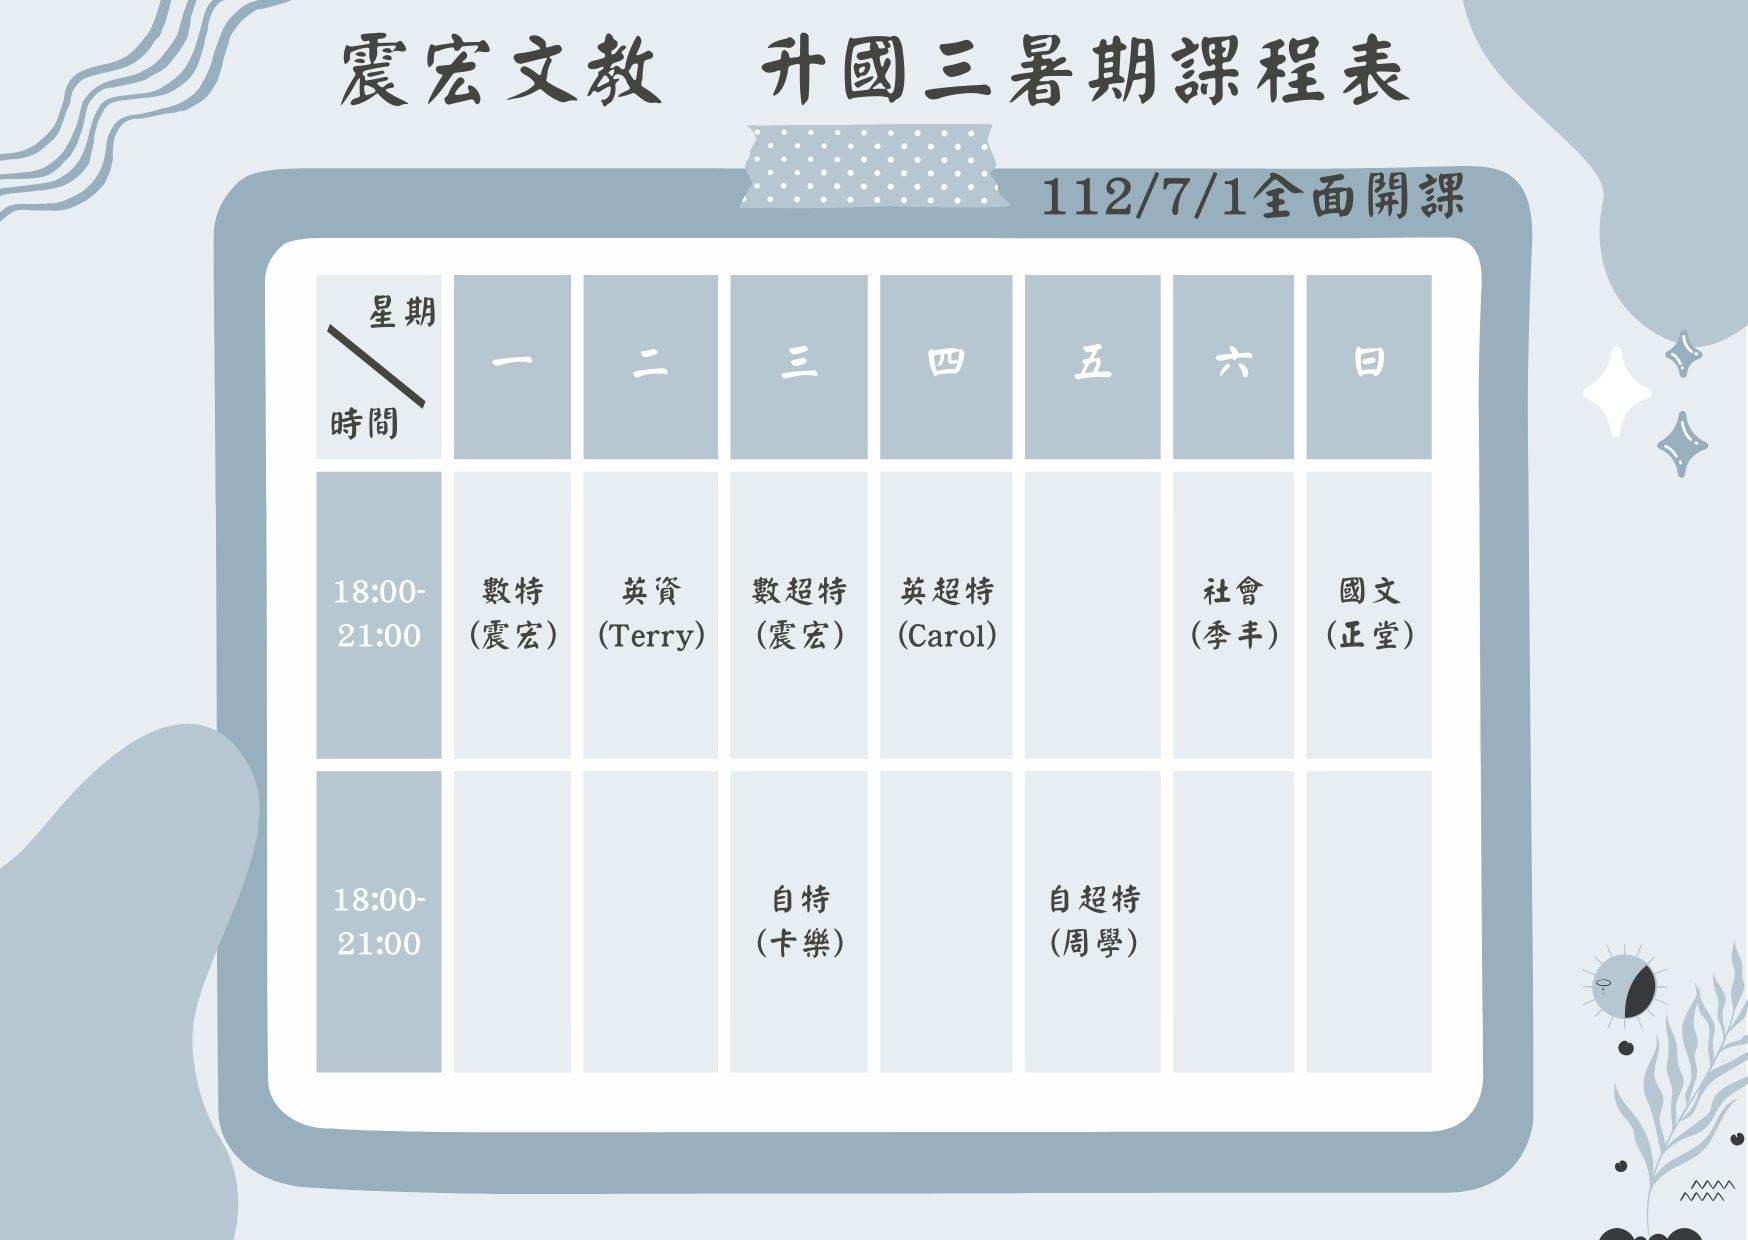 震宏文教 升國三暑期課程表
112/7/1全面開課
星期
時間
一 二 三 四 五 六 日
18:00-
21:00
數特
(震宏)
英資
(Terry)
數超特
(震宏)
英超特
(Carol)
社會
(季丰)
國文
(正堂)
18:00-
21:00
自特
(卡樂)
自超特
(周學)